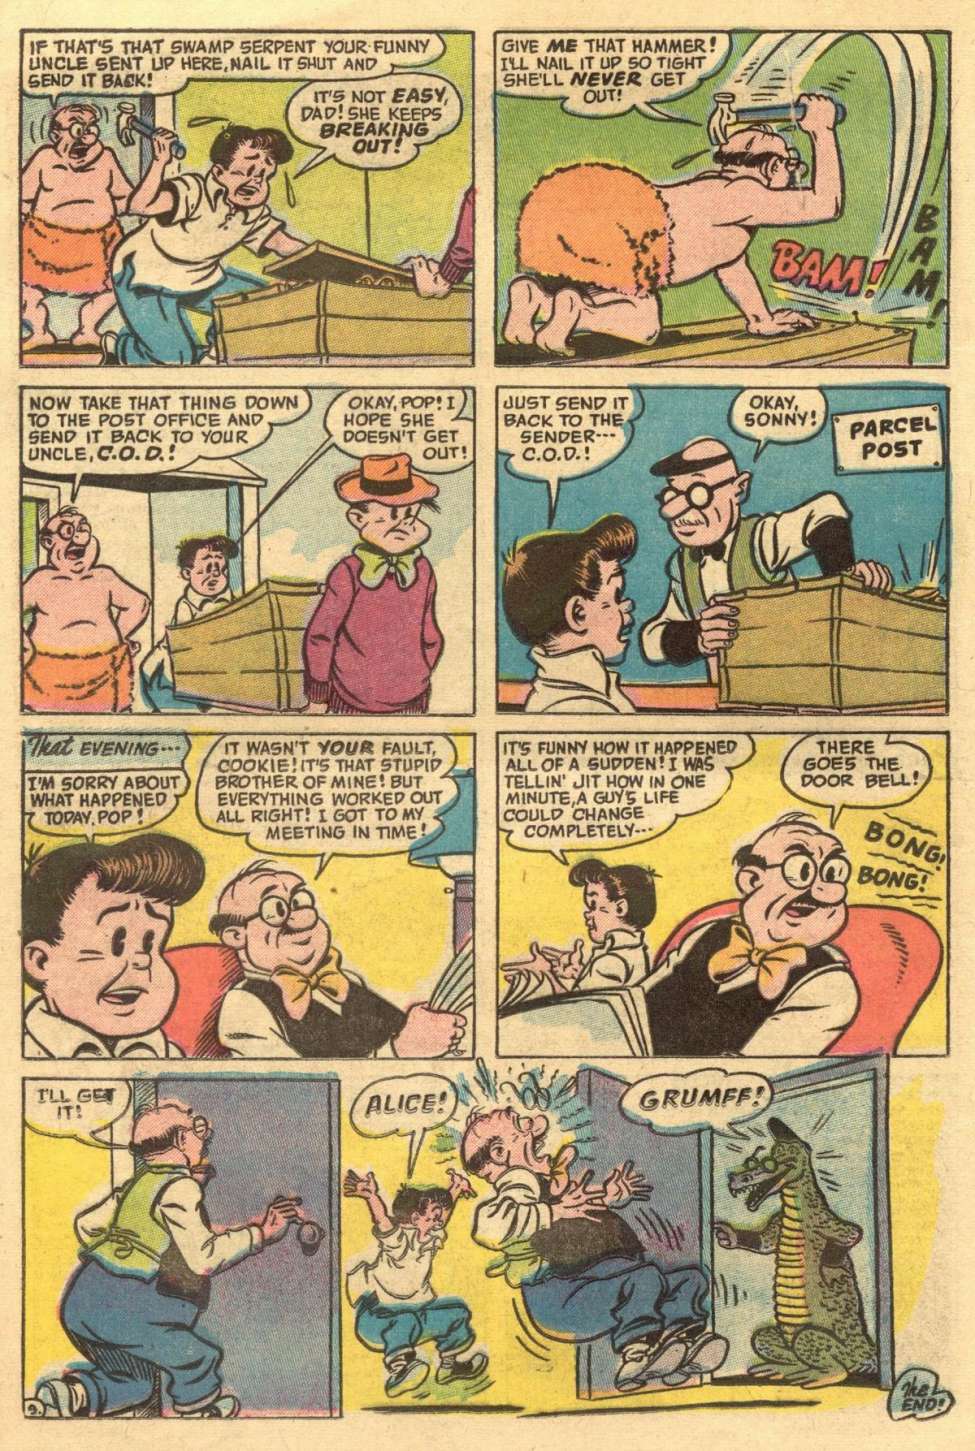 IF THAT'S THAT SWAMP SERPENT YOUR FUNNY
UNCLE SENT UP HERE, NAIL IT SHUT AND
SEND IT BACK!
IT'S NOT EASY,
DAD! SHE KEEPS
BREAKING
OUT!
GIVE ME THAT HAMMER!
I'LL NAIL IT UP SO TIGHT
SHE'LL NEVER GET
OUT!
BAM!
BAM!
NOW TAKE THAT THING DOWN
TO THE POST OFFICE AND
SEND IT BACK TO YOUR
UNCLE, C.O.D.!
OKAY, POP! I
HOPE SHE
DOESN'T GET
OUT!
JUST SEND IT
BACK TO THE
SENDER---
C.O.D.!
OKAY,
SONNY!
PARCEL
POST
That EVENING---
I'M SORRY ABOUT
WHAT HAPPENED
TODAY, POP!
IT WASN'T YOUR FAULT,
COOKIE! IT'S THAT STUPID
BROTHER OF MINE! BUT
EVERYTHING WORKED OUT
ALL RIGHT! I GOT TO MY
MEETING IN TIME!
IT'S FUNNY HOW IT HAPPENED
ALL OF A SUDDEN! I WAS
TELLIN' JIT HOW IN ONE
MINUTE, A GUY'S LIFE
COULD CHANGE
COMPLETELY---
THERE
GOES THE
DOOR BELL!
BONG!
BONG!
I'LL GET
IT!
ALICE!
GRUMFF!
The
END!